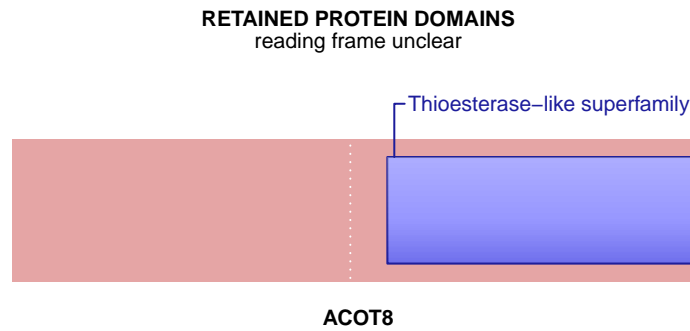 RETAINED PROTEIN DOMAINS
reading frame unclear
Thioesterase−like superfamily
ACOT8